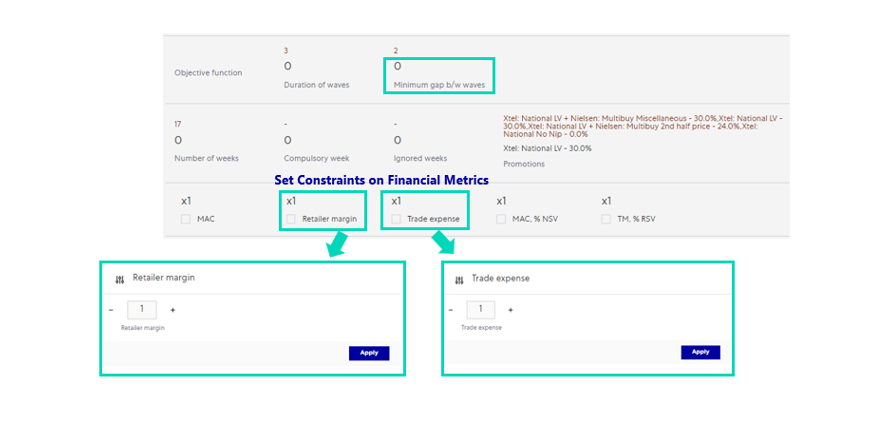 3 2
Objective function 0 0
Duration of waves Minimum gap b/w waves
17 - - Xtel: National LV + Nielsen: Multibuy Miscellaneous - 30.0%,Xtel: National LV -
30.0%,Xtel: National LV + Nielsen: Multibuy 2nd half price - 24.0%,Xtel:
National No Nip - 0.0%
0 0 0 Xtel: National LV - 30.0%
Number of weeks Compulsory week Ignored weeks Promotions
Set Constraints on Financial Metrics
x1 x1 x1 x1 x1
MAC Retailer margin Trade expense MAC, % NSV TM, % RSV
Retailer margin
- 1 +
Retailer margin
Apply
Trade expense
- 1 +
Trade expense
Apply